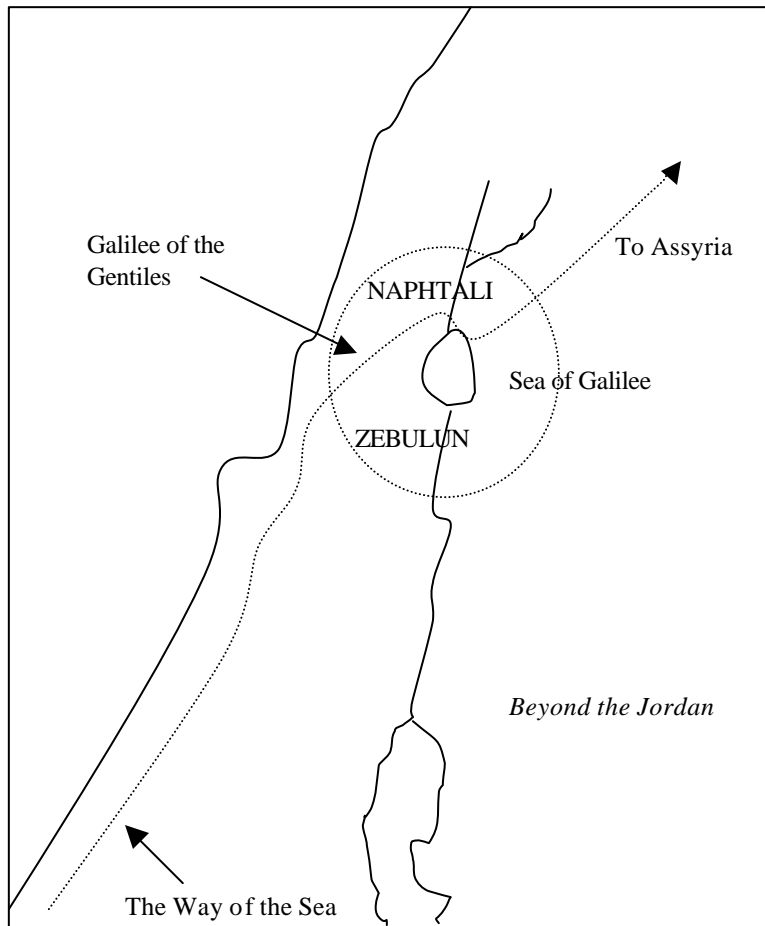 Galilee of the
Gentiles
To Assyria
NAPHTALI
Sea of Galilee
ZEBULUN
Beyond the Jordan
The Way of the Sea